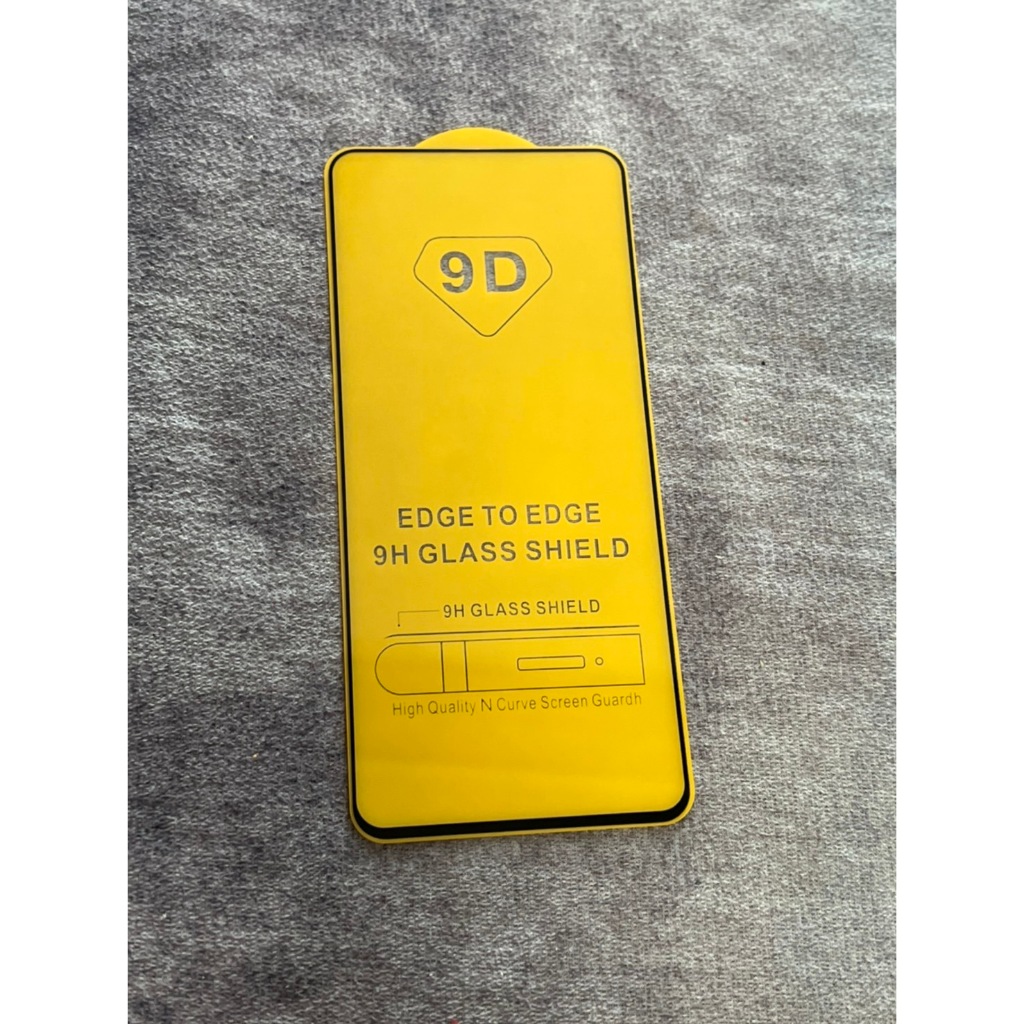 9D
EDGE TO EDGE
9H GLASS SHIELD
9H GLASS SHIELD
High Quality N Curve Screen Guardh